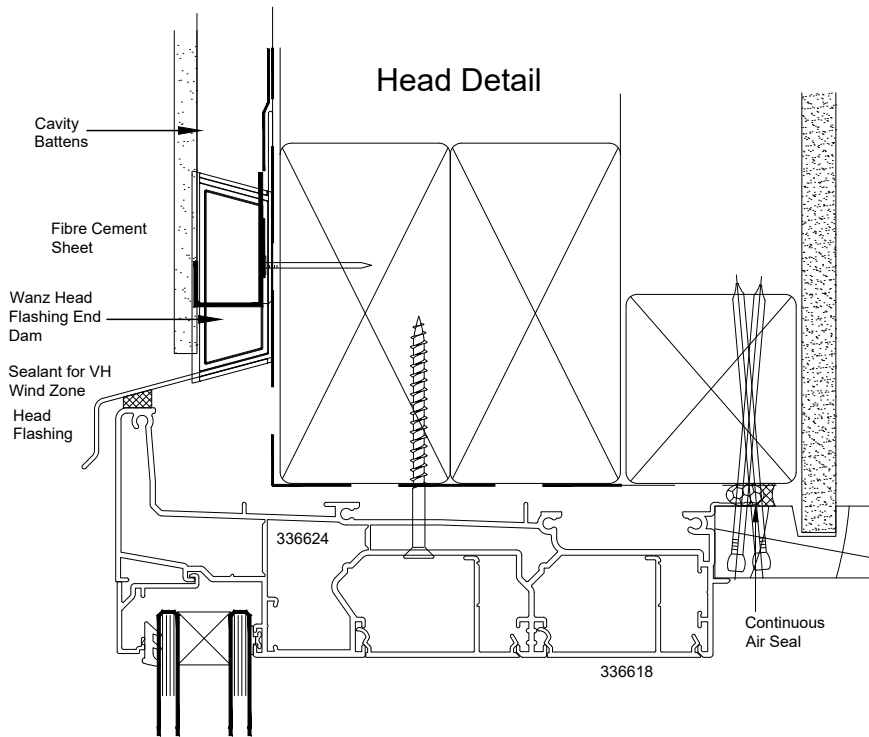 Head Detail
Cavity
Battens
Fibre Cement
Sheet
Wanz Head
Flashing End
Dam
Sealant for VH
Wind Zone
Head
Flashing
336624
336618
Continuous
Air Seal